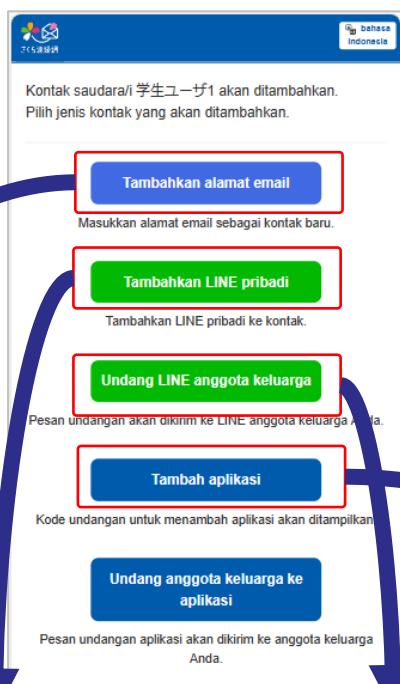 bahasa
Indonesia
さくら連絡網
Kontak saudara/i 学生ユーザ1 akan ditambahkan.
Pilih jenis kontak yang akan ditambahkan.
Tambahkan alamat email
Masukkan alamat email sebagai kontak baru.
Tambahkan LINE pribadi
Tambahkan LINE pribadi ke kontak.
Undang LINE anggota keluarga
Pesan undangan akan dikirim ke LINE anggota keluarga
Tambah aplikasi
Kode undangan untuk menambah aplikasi akan ditampilkan
Undang anggota keluarga ke
aplikasi
Pesan undangan aplikasi akan dikirim ke anggota keluarga
Anda.